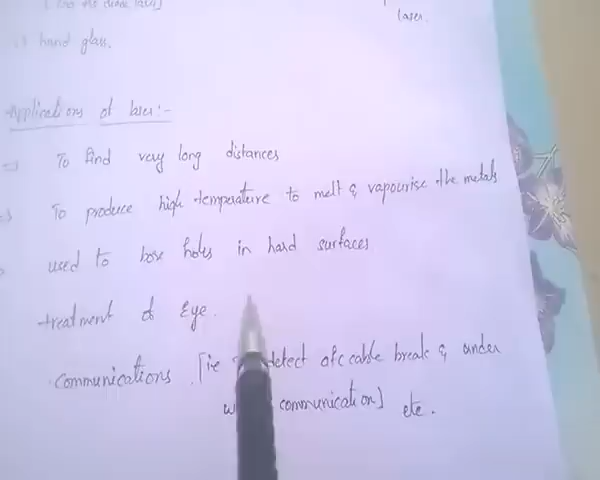 laser.
hand glass.
Applications of laser:-
To find very long distances
To produce high temperature to melt & vapourise the metals
used to bore holes in hard surfaces
treatment of Eye.
communications. [ie detect ofc cable break & under
communication] etc.